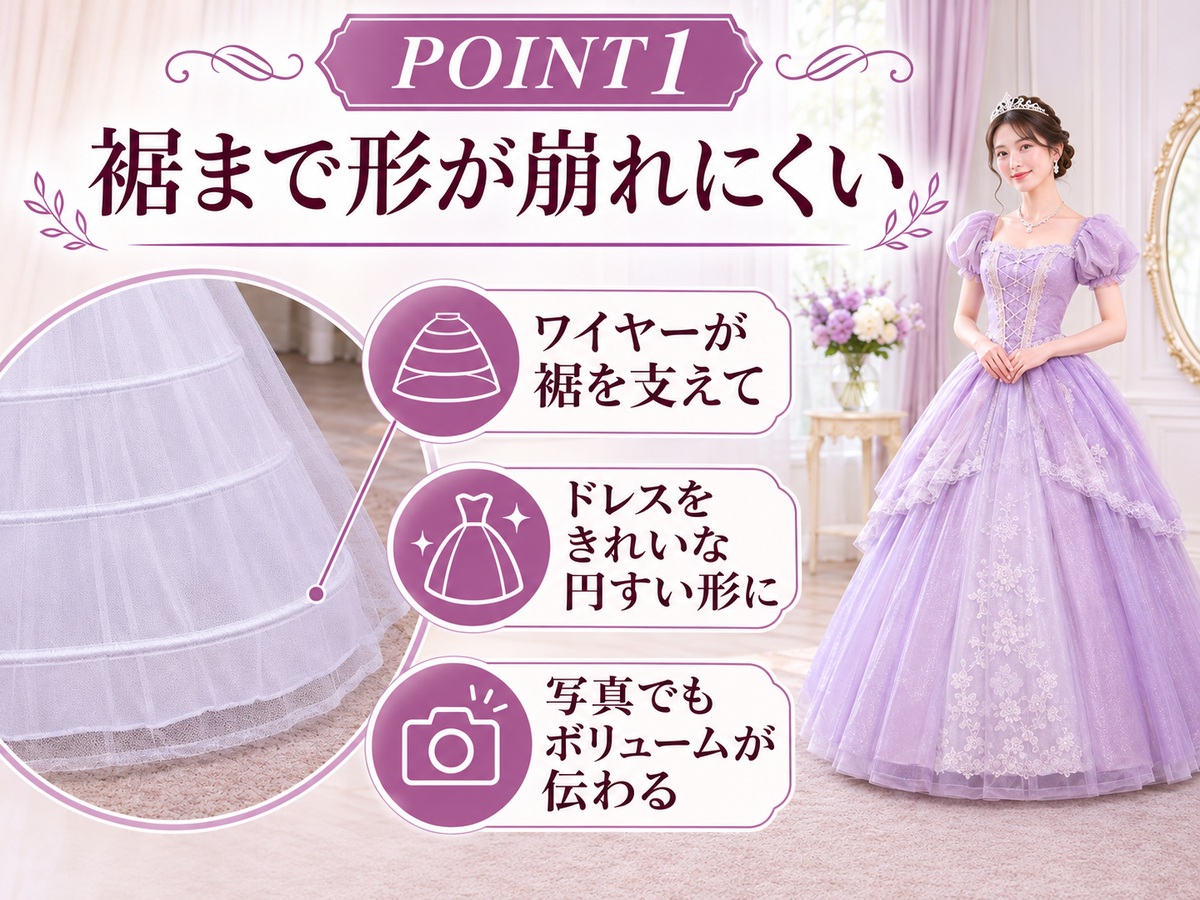 POINT1
裾まで形が崩れにくい
ワイヤーが
裾を支えて
ドレスを
きれいな
円すい形に
写真でも
ボリュームが
伝わる